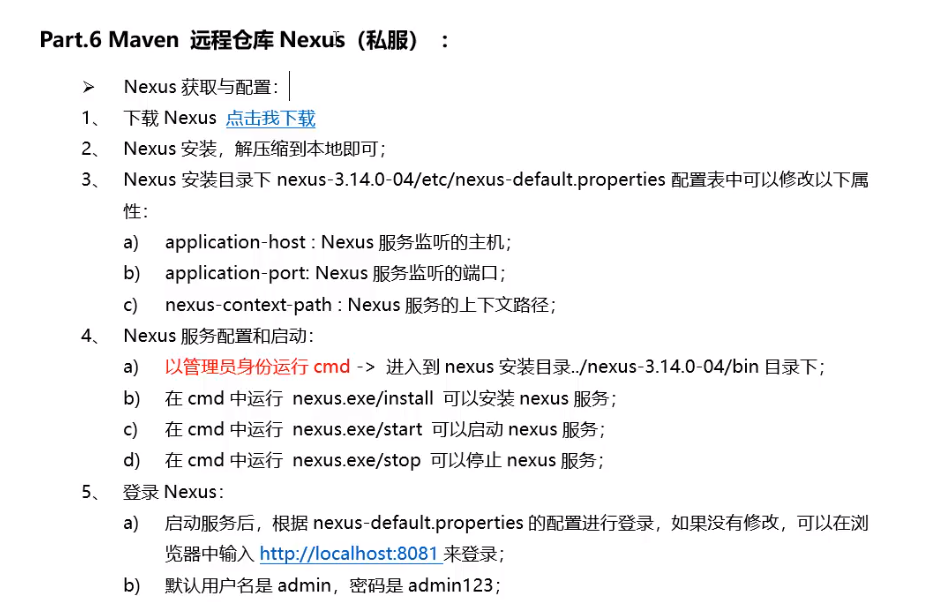 Part.6 Maven 远程仓库 Nexus（私服）：
➢ Nexus 获取与配置：
1、 下载 Nexus 点击我下载
2、 Nexus 安装，解压缩到本地即可；
3、 Nexus 安装目录下 nexus-3.14.0-04/etc/nexus-default.properties 配置表中可以修改以下属
性：
a) application-host : Nexus 服务监听的主机；
b) application-port: Nexus 服务监听的端口；
c) nexus-context-path : Nexus 服务的上下文路径；
4、 Nexus 服务配置和启动：
a) 以管理员身份运行 cmd -> 进入到 nexus 安装目录../nexus-3.14.0-04/bin 目录下；
b) 在 cmd 中运行 nexus.exe/install 可以安装 nexus 服务；
c) 在 cmd 中运行 nexus.exe/start 可以启动 nexus 服务；
d) 在 cmd 中运行 nexus.exe/stop 可以停止 nexus 服务；
5、 登录 Nexus：
a) 启动服务后，根据 nexus-default.properties 的配置进行登录，如果没有修改，可以在浏
览器中输入 http://localhost:8081 来登录；
b) 默认用户名是 admin，密码是 admin123；